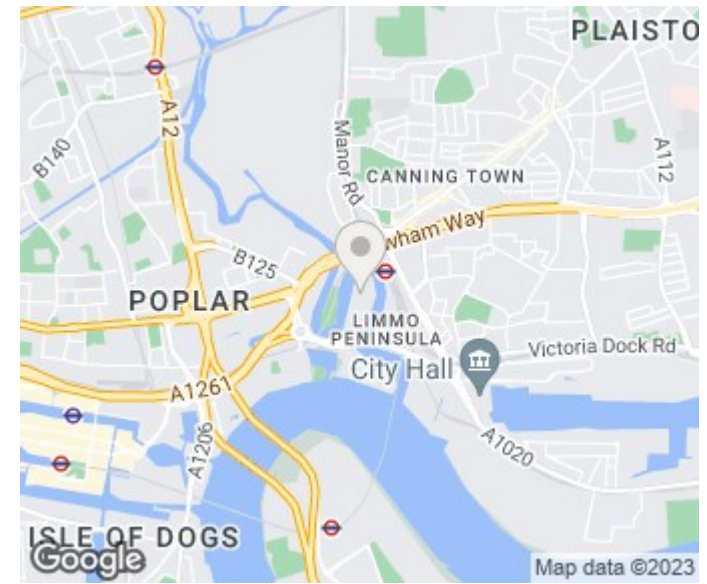 PLAISTO
A12
B140
Manor Rd
A112
CANNING TOWN
wham Way
B125
POPLAR
LIMMO
PENINSULA
Victoria Dock Rd
City Hall
A1261
A1206
A1020
ISLE OF DOGS
Google
Map data ©2023